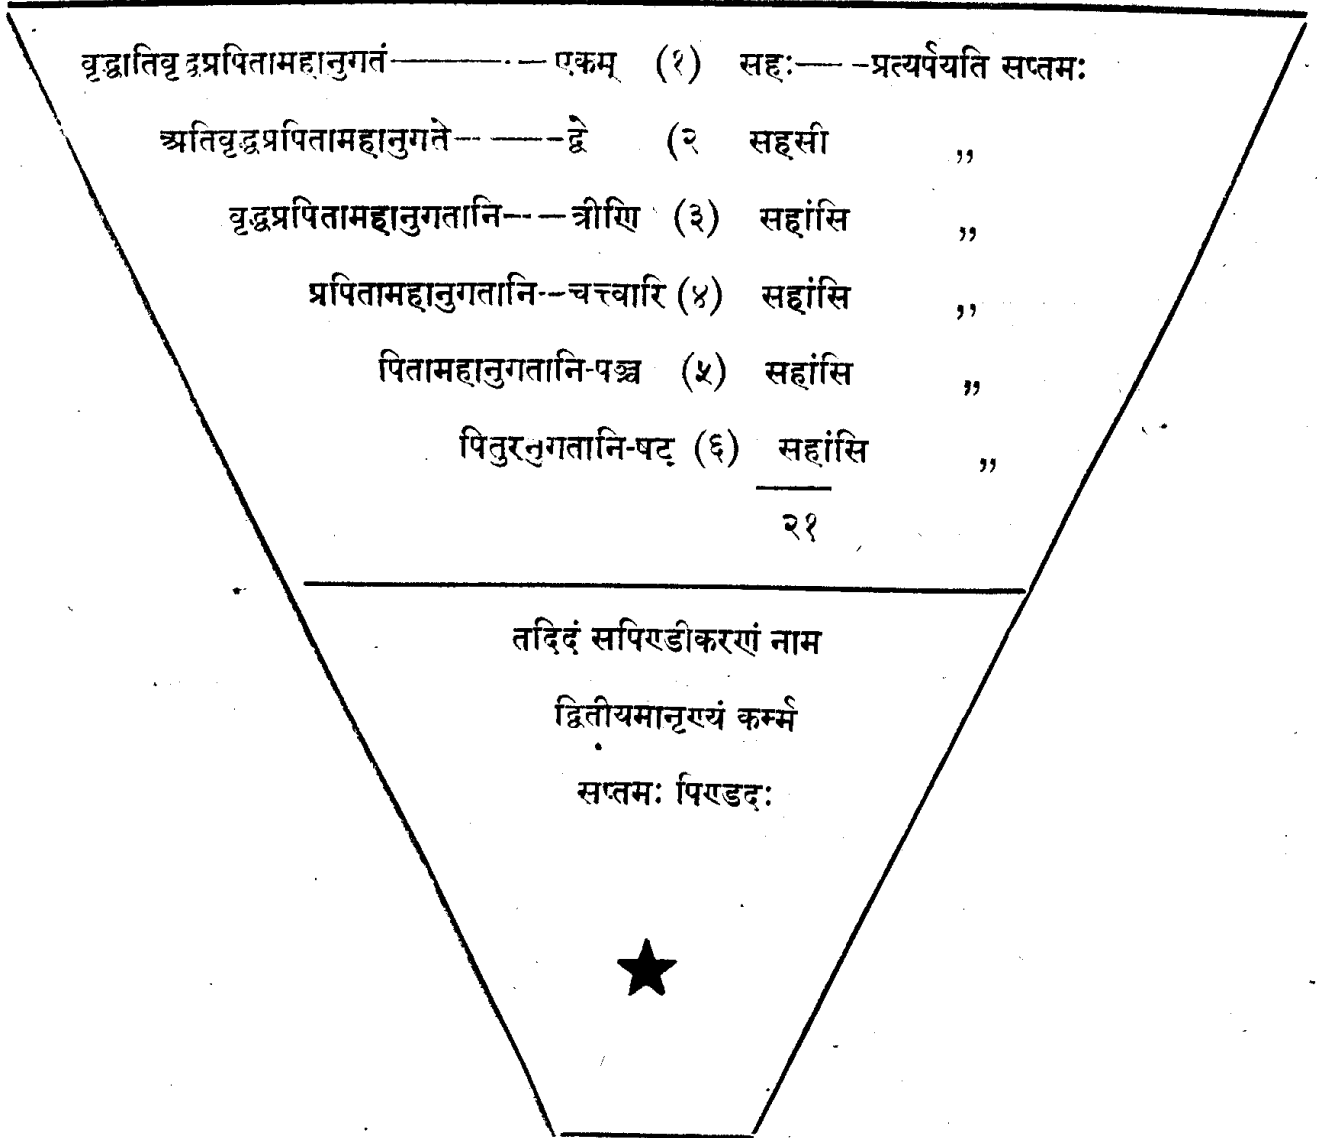 वृद्धातिवृद्वप्रपितामहानुगतं———·— एकम् (१) सहः—-प्रत्यर्पयति सप्तमः
अतिवृद्धप्रपितामहानुगते-———-द्वे (२ सहसी ,,
वृद्धप्रपितामहानुगतानि--—त्रीणि (३) सहांसि ,,
प्रपितामहानुगतानि--–चत्त्वारि (४) सहांसि ,,
पितामहानुगतानि-पञ्च (५) सहांसि ,,
पितुरनुगतानि-षट् (६) सहांसि ,,
२१
तदिदं सपिण्डीकरणं नाम
द्वितीयमानृण्यं कर्म्म
सप्तमः पिण्डदः